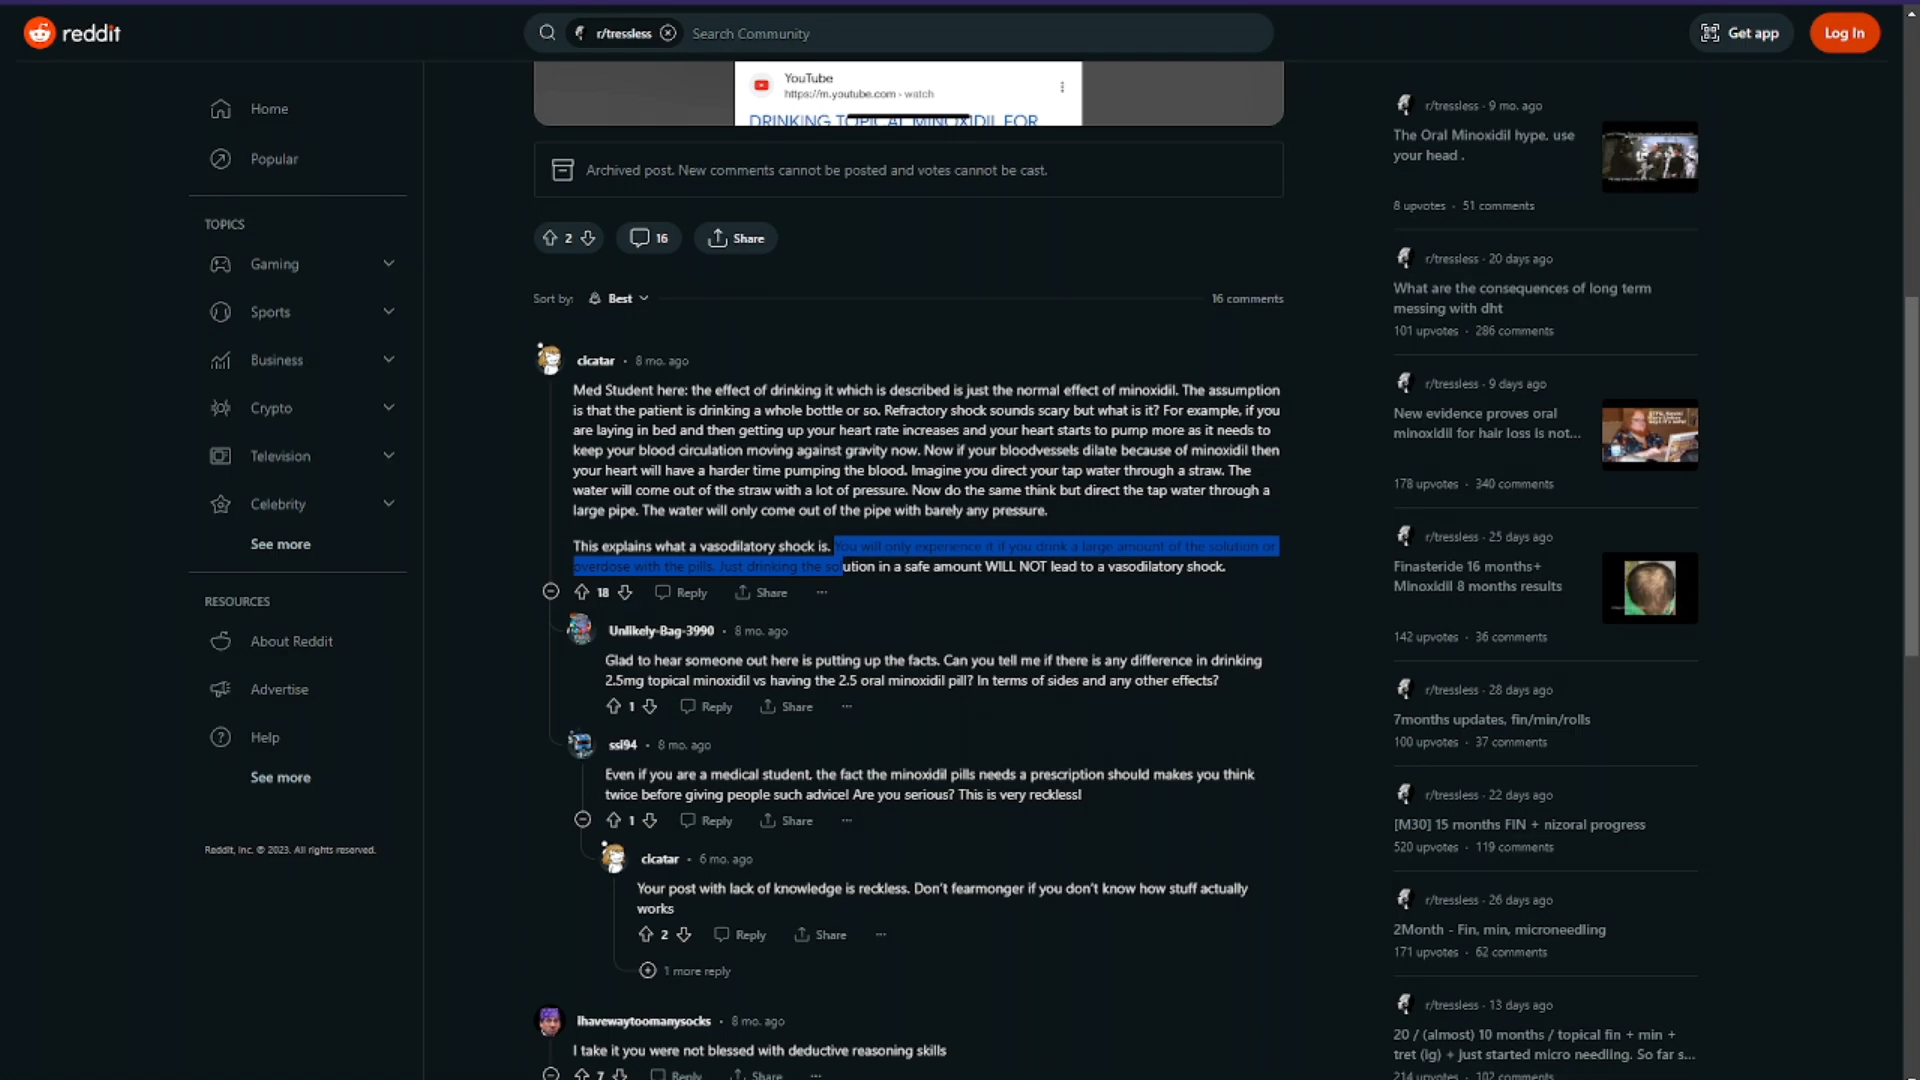 reddit
r/tressless
Search Community
Get app
Log In
Home
Popular
TOPICS
Gaming
Sports
Business
Crypto
Television
Celebrity
See more
RESOURCES
About Reddit
Advertise
Help
See more
Reddit, Inc. © 2023. All rights reserved.
YouTube
https://m.youtube.com › watch
DRINKING TOPICAL MINOXIDIL FOR
Archived post. New comments cannot be posted and votes cannot be cast.
2
16
Share
Sort by:
Best
16 comments
clcatar • 8 mo. ago
Med Student here: the effect of drinking it which is described is just the normal effect of minoxidil. The assumption
is that the patient is drinking a whole bottle or so. Refractory shock sounds scary but what is it? For example, if you
are laying in bed and then getting up your heart rate increases and your heart starts to pump more as it needs to
keep your blood circulation moving against gravity now. Now if your bloodvessels dilate because of minoxidil then
your heart will have a harder time pumping the blood. Imagine you direct your tap water through a straw. The
water will come out of the straw with a lot of pressure. Now do the same think but direct the tap water through a
large pipe. The water will only come out of the pipe with barely any pressure.
This explains what a vasodilatory shock is. You will only experience it if you drink a large amount of the solution or
overdose with the pills. Just drinking the solution in a safe amount WILL NOT lead to a vasodilatory shock.
18 Reply Share ...
Unlikely-Bag-3990 • 8 mo. ago
Glad to hear someone out here is putting up the facts. Can you tell me if there is any difference in drinking
2.5mg topical minoxidil vs having the 2.5 oral minoxidil pill? In terms of sides and any other effects?
1 Reply Share ...
ssl94 • 8 mo. ago
Even if you are a medical student, the fact the minoxidil pills needs a prescription should makes you think
twice before giving people such advice! Are you serious? This is very reckless!
1 Reply Share ...
clcatar • 6 mo. ago
Your post with lack of knowledge is reckless. Don't fearmonger if you don't know how stuff actually
works
2 Reply Share ...
1 more reply
Ihavewaytoomanysocks • 8 mo. ago
I take it you were not blessed with deductive reasoning skills
7 Reply Share ...
r/tressless • 9 mo. ago
The Oral Minoxidil hype. use
your head .
8 upvotes • 51 comments
r/tressless • 20 days ago
What are the consequences of long term
messing with dht
101 upvotes • 286 comments
r/tressless • 9 days ago
New evidence proves oral
minoxidil for hair loss is not...
178 upvotes • 340 comments
r/tressless • 25 days ago
Finasteride 16 months+
Minoxidil 8 months results
142 upvotes • 36 comments
r/tressless • 28 days ago
7months updates, fin/min/rolls
100 upvotes • 37 comments
r/tressless • 22 days ago
[M30] 15 months FIN + nizoral progress
520 upvotes • 119 comments
r/tressless • 26 days ago
2Month - Fin, min, microneedling
171 upvotes • 62 comments
r/tressless • 13 days ago
20 / (almost) 10 months / topical fin + min +
tret (ig) + just started micro needling. So far s...
214 upvotes • 102 comments